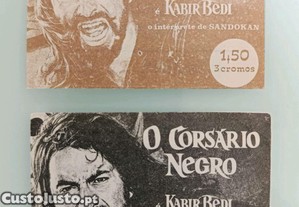 é KABIR BEDI
o intérprete de SANDOKAN
1,50
3 cromos
O CORSÁRIO
NEGRO
é KABIR BEDI
CustoJusto.pt